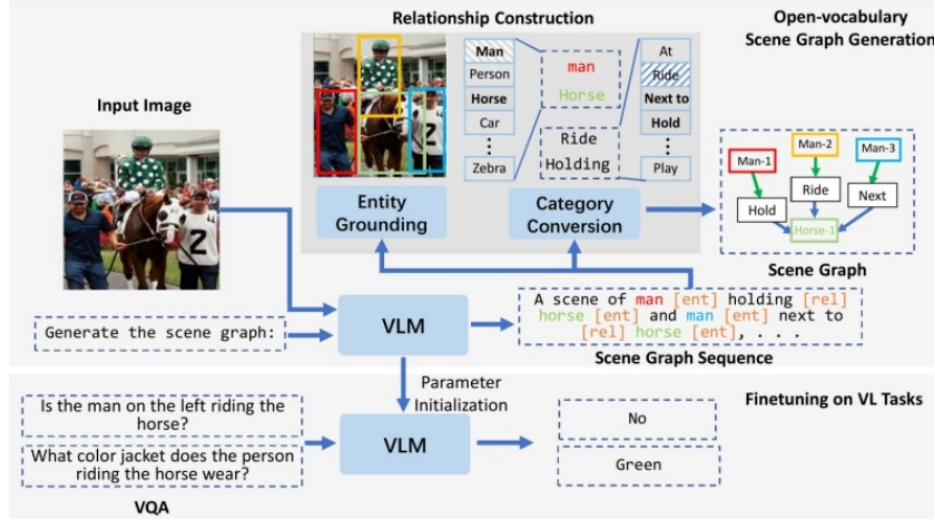 Relationship Construction
Open-vocabulary
Scene Graph Generation
Input Image
Man
Person
Horse
Car
Zebra
man
Horse
Ride
Holding
At
Ride
Next to
Hold
Play
Entity
Grounding
Category
Conversion
Man-1
Man-2
Man-3
Hold
Ride
Next
Horse-1
Scene Graph
Generate the scene graph:
VLM
A scene of man [ent] holding [rel]
horse [ent] and man [ent] next to
[rel] horse [ent], . . .
Scene Graph Sequence
Parameter
Initialization
Finetuning on VL Tasks
Is the man on the left riding the
horse?
What color jacket does the person
riding the horse wear?
VQA
VLM
No
Green
2
2